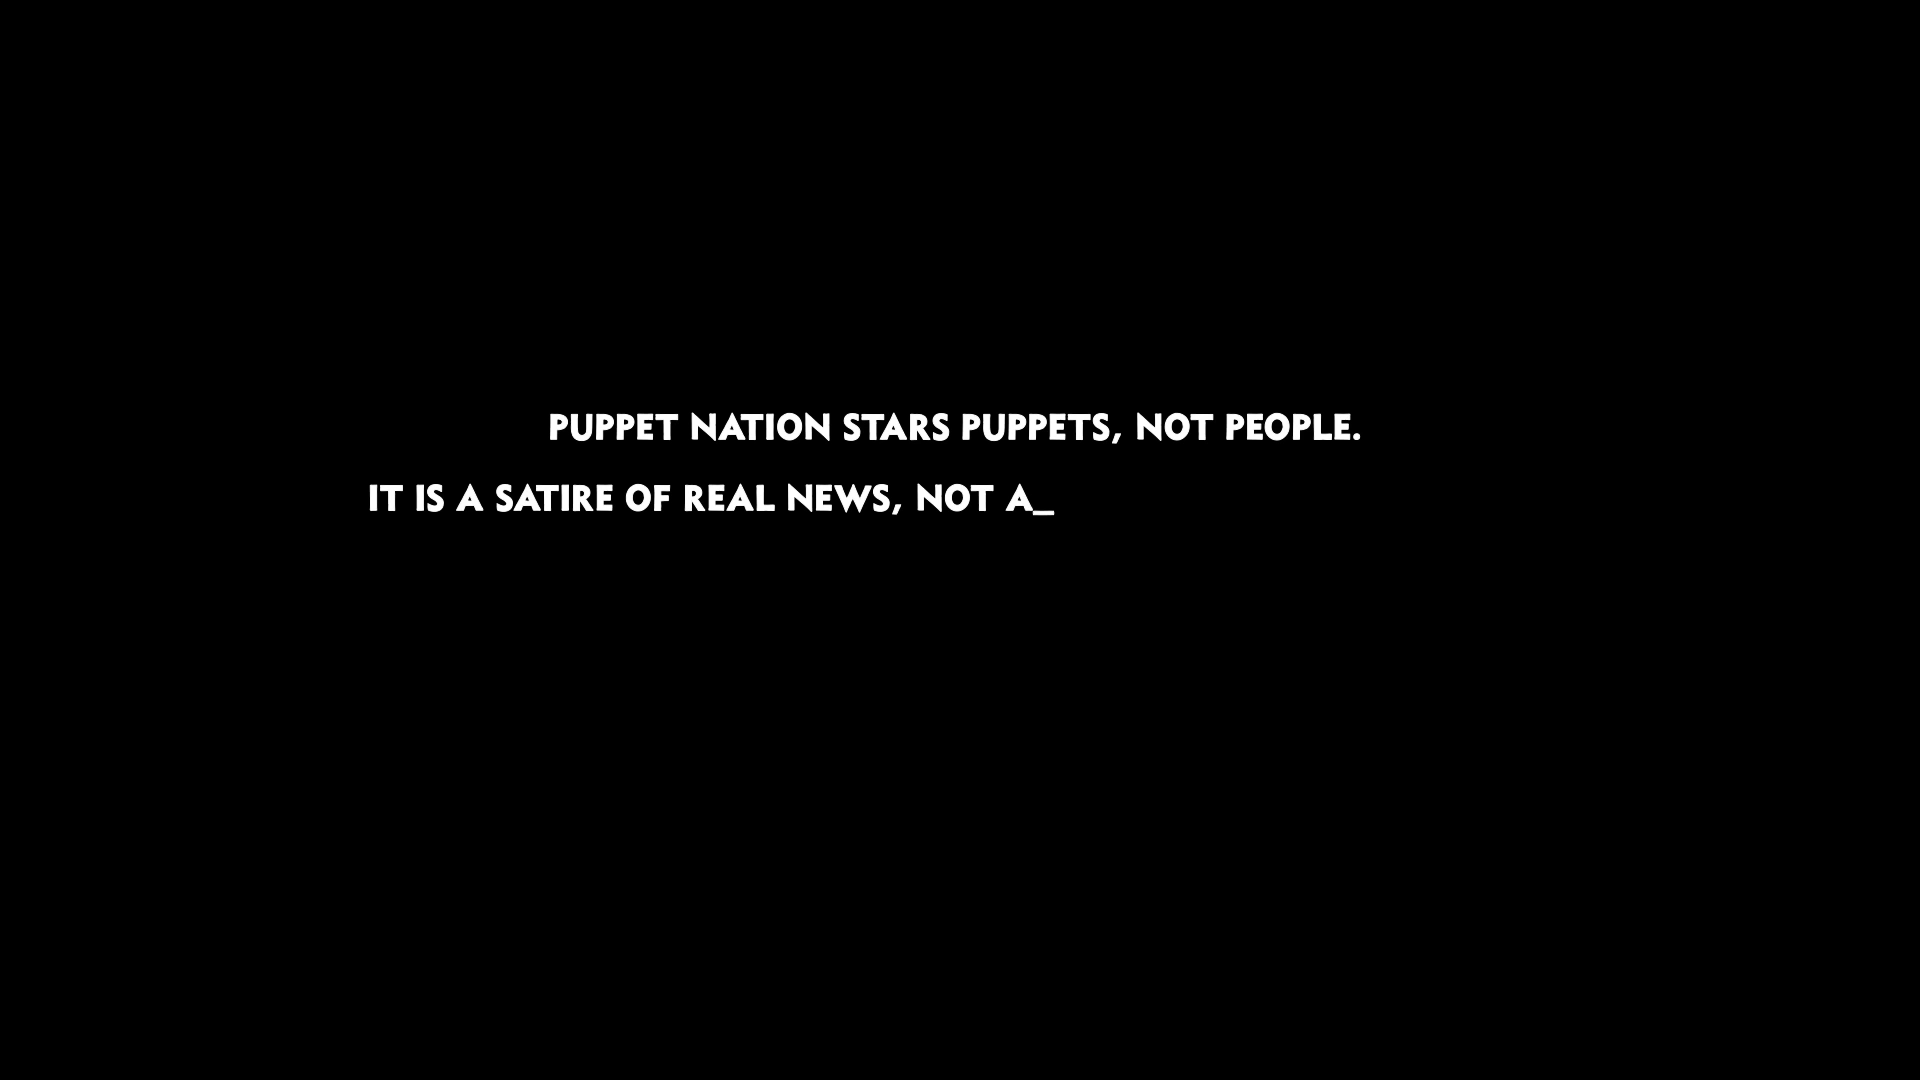 PUPPET NATION STARS PUPPETS, NOT PEOPLE.
IT IS A SATIRE OF REAL NEWS, NOT A_